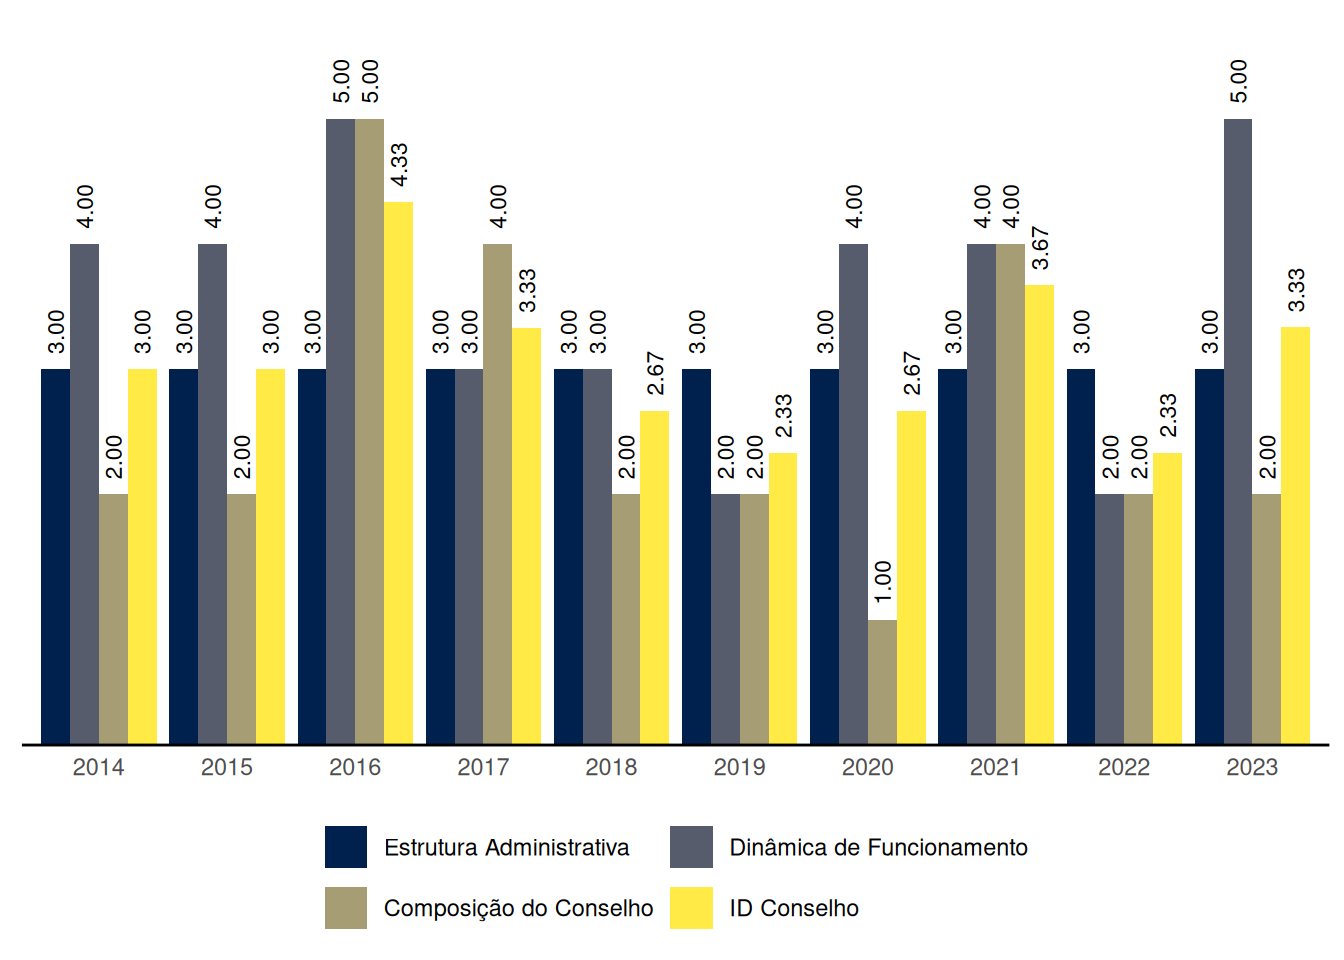 3.00 4.00 2.00 3.00
3.00 4.00 2.00 3.00
3.00 5.00 5.00 4.33
3.00 3.00 4.00 3.33
3.00 3.00 2.00 2.67
3.00 2.00 2.00 2.33
3.00 4.00 1.00 2.67
3.00 4.00 4.00 3.67
3.00 2.00 2.00 2.33
3.00 5.00 2.00 3.33
2014 2015 2016 2017 2018 2019 2020 2021 2022 2023
Estrutura Administrativa Dinâmica de Funcionamento
Composição do Conselho ID Conselho